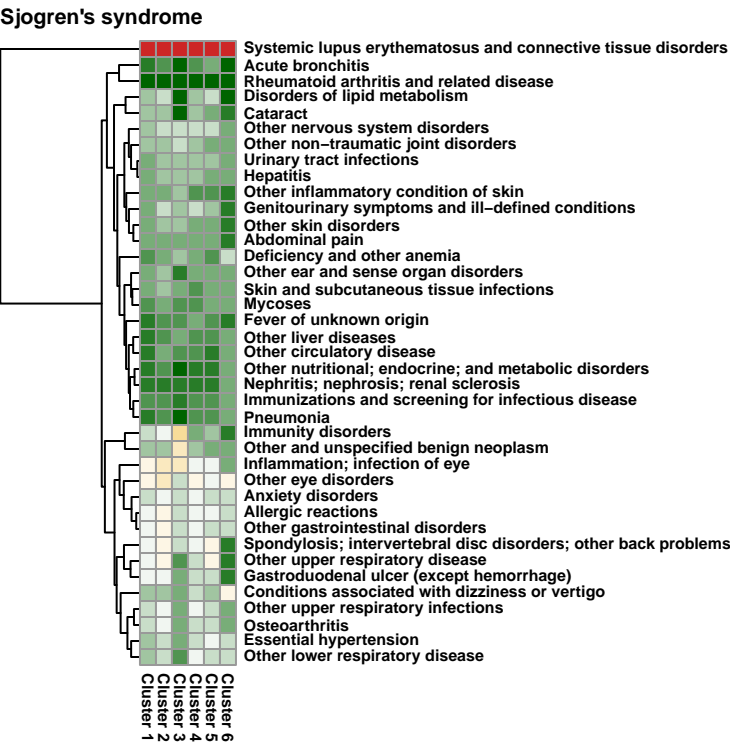 Sjogren's syndrome
Systemic lupus erythematosus and connective tissue disorders
Acute bronchitis
Rheumatoid arthritis and related disease
Disorders of lipid metabolism
Cataract
Other nervous system disorders
Other non−traumatic joint disorders
Urinary tract infections
Hepatitis
Other inflammatory condition of skin
Genitourinary symptoms and ill−defined conditions
Other skin disorders
Abdominal pain
Deficiency and other anemia
Other ear and sense organ disorders
Skin and subcutaneous tissue infections
Mycoses
Fever of unknown origin
Other liver diseases
Other circulatory disease
Other nutritional; endocrine; and metabolic disorders
Nephritis; nephrosis; renal sclerosis
Immunizations and screening for infectious disease
Pneumonia
Immunity disorders
Other and unspecified benign neoplasm
Inflammation; infection of eye
Other eye disorders
Anxiety disorders
Allergic reactions
Other gastrointestinal disorders
Spondylosis; intervertebral disc disorders; other back problems
Other upper respiratory disease
Gastroduodenal ulcer (except hemorrhage)
Conditions associated with dizziness or vertigo
Other upper respiratory infections
Osteoarthritis
Essential hypertension
Other lower respiratory disease
Cluster 1
Cluster 2
Cluster 3
Cluster 4
Cluster 5
Cluster 6